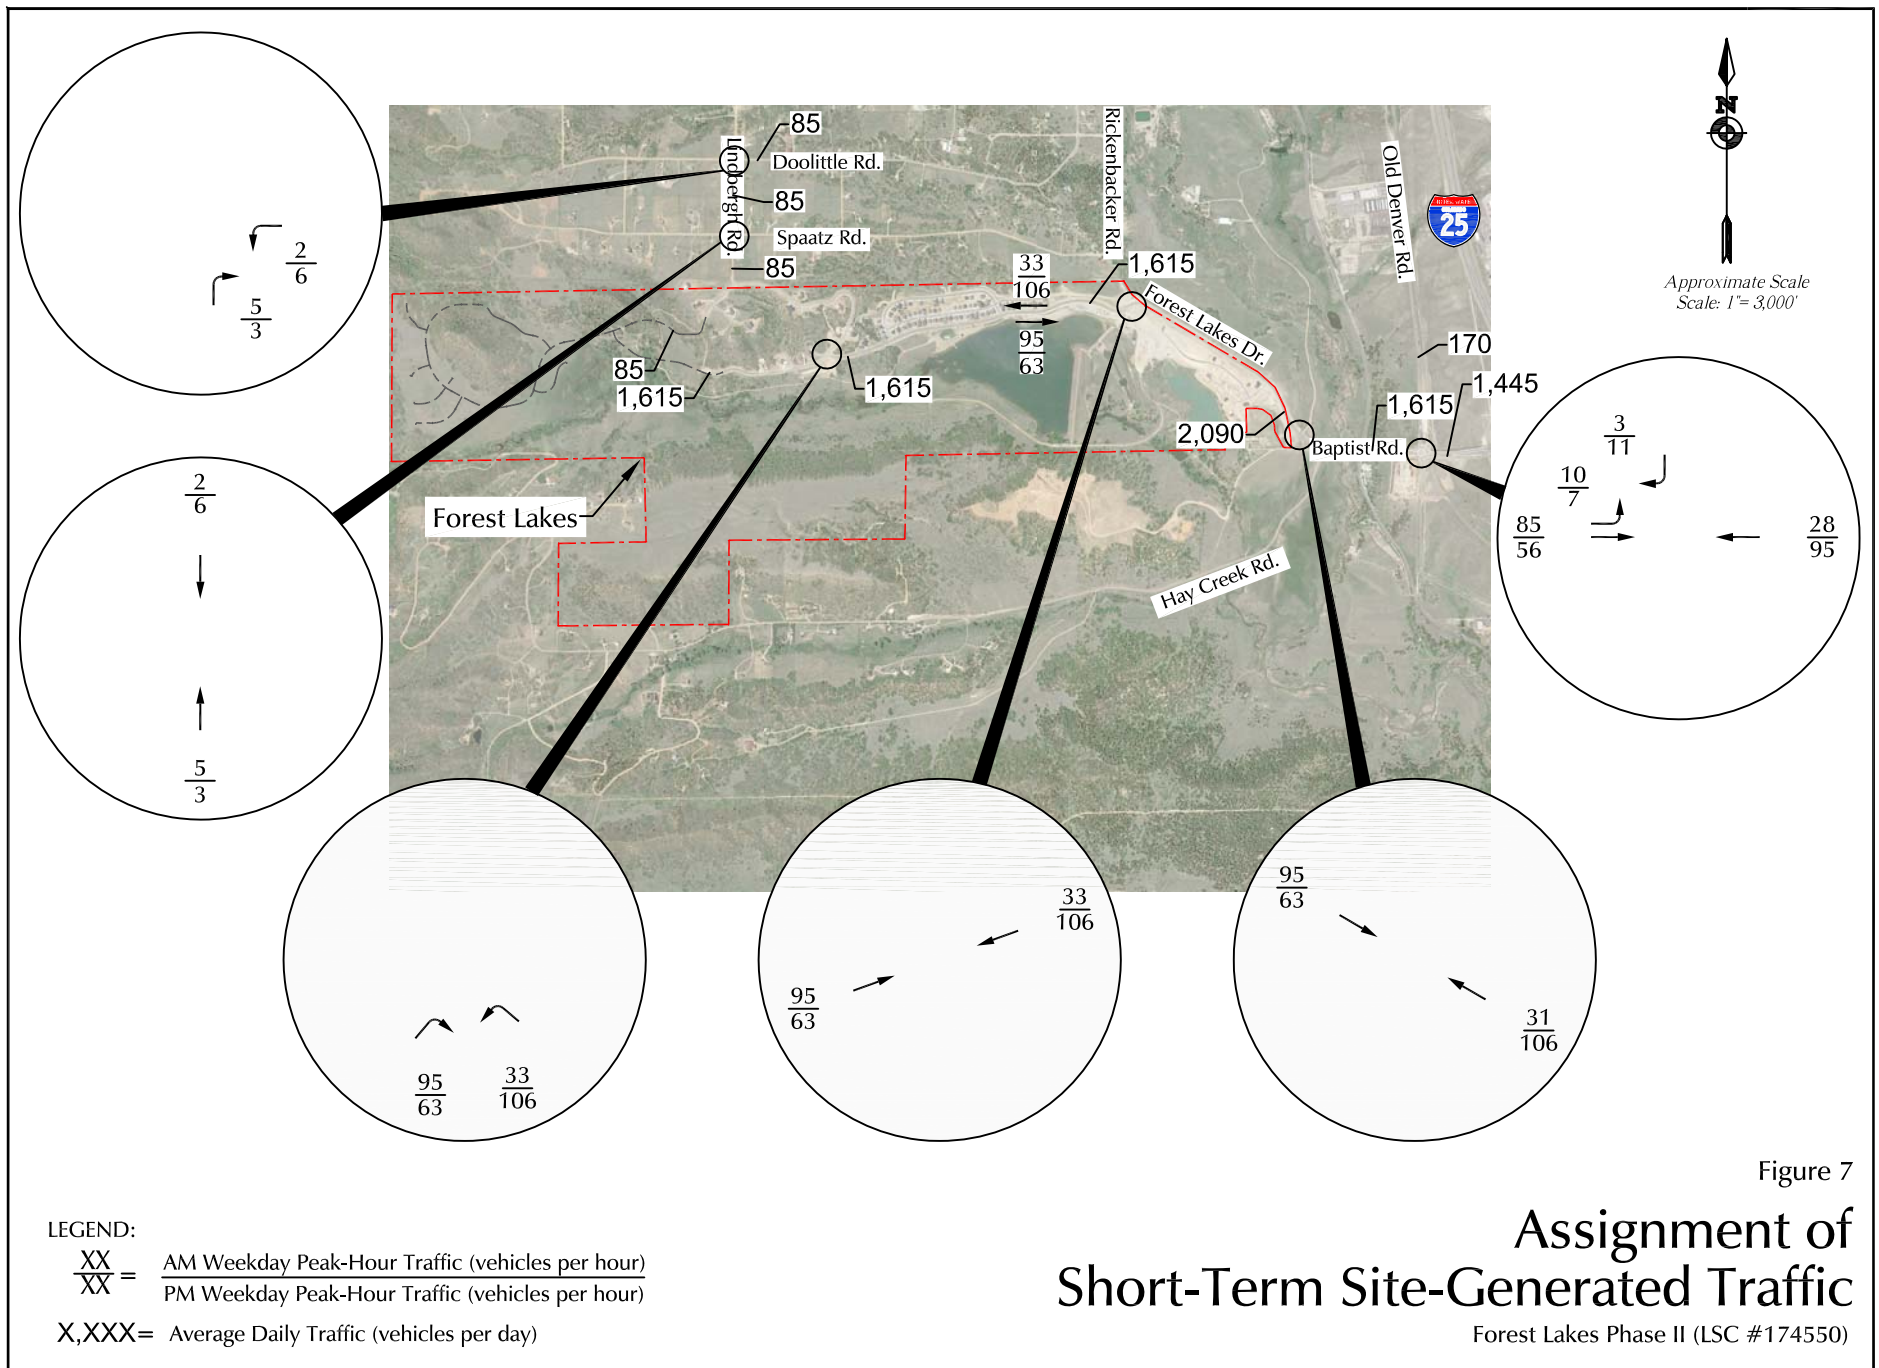 85
Doolittle Rd.
Lindbergh Rd.
85
Spaatz Rd.
85
Rickenbacker Rd.
Old Denver Rd.
INTERSTATE
25
N
Approximate Scale
Scale: 1"= 3,000'
2
6
5
3
33
106
1,615
Forest Lakes Dr.
95
63
85
1,615
1,615
170
1,445
1,615
2,090
Baptist Rd.
Forest Lakes
Hay Creek Rd.
3
11
10
7
85
56
28
95
2
6
5
3
95
63
33
106
33
106
95
63
95
63
31
106
Figure 7
Assignment of
Short-Term Site-Generated Traffic
Forest Lakes Phase II (LSC #174550)
LEGEND:
XX
XX
= AM Weekday Peak-Hour Traffic (vehicles per hour)
PM Weekday Peak-Hour Traffic (vehicles per hour)
X,XXX= Average Daily Traffic (vehicles per day)